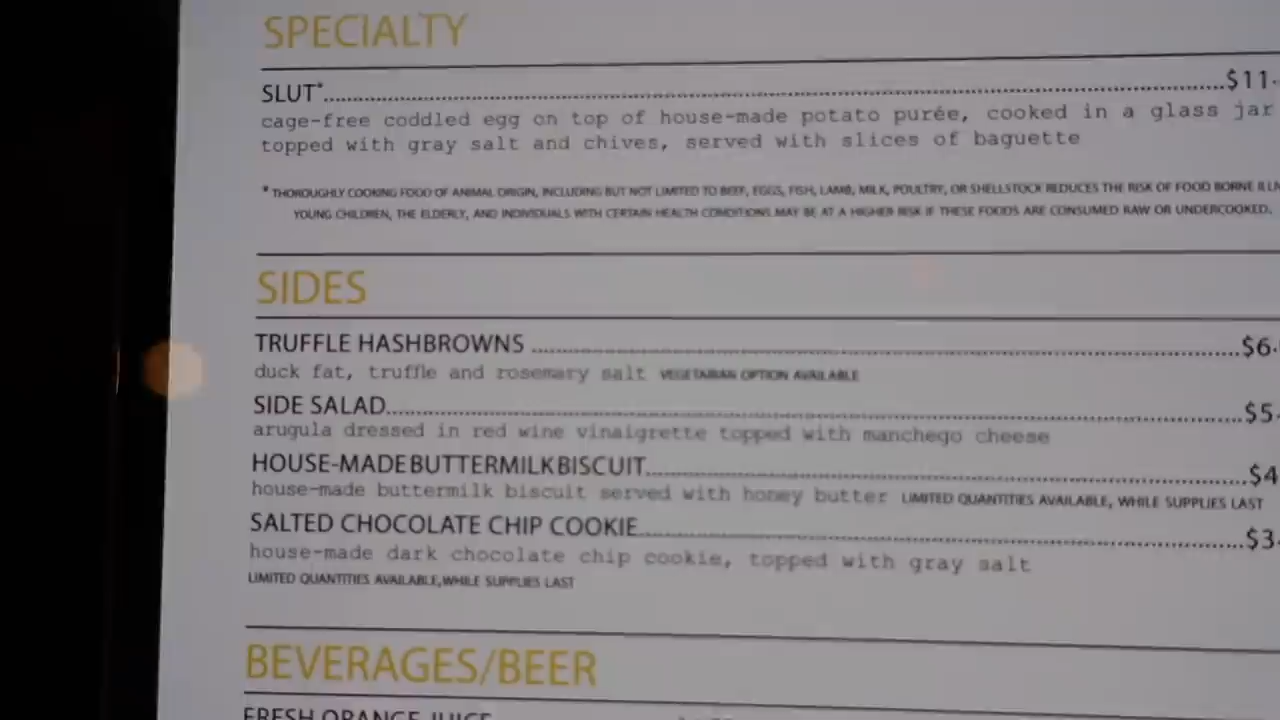 SPECIALTY
SLUT*........$11.
cage-free coddled egg on top of house-made potato purée, cooked in a glass jar
topped with gray salt and chives, served with slices of baguette
* THOROUGHLY COOKING FOOD OF ANIMAL ORIGIN, INCLUDING BUT NOT LIMITED TO BEEF, EGGS, FISH, LAMB, MILK, POULTRY, OR SHELLSTOCK REDUCES THE RISK OF FOOD BORNE
YOUNG CHILDREN, THE ELDERLY, AND INDIVIDUALS WITH CERTAIN HEALTH CONDITIONS MAY BE AT A HIGHER RISK IF THESE FOODS ARE CONSUMED RAW OR UNDERCOOKED.
SIDES
TRUFFLE HASHBROWNS ........$6.
duck fat, truffle and rosemary salt VEGETARIAN OPTION AVAILABLE
SIDE SALAD........$5.
arugula dressed in red wine vinaigrette topped with manchego cheese
HOUSE-MADE BUTTERMILK BISCUIT........$4
house-made buttermilk biscuit served with honey butter LIMITED QUANTITIES AVAILABLE, WHILE SUPPLIES LAST
SALTED CHOCOLATE CHIP COOKIE........$3.
house-made dark chocolate chip cookie, topped with gray salt
LIMITED QUANTITIES AVAILABLE, WHILE SUPPLIES LAST
BEVERAGES/BEER
FRESH ORANGE JUICE